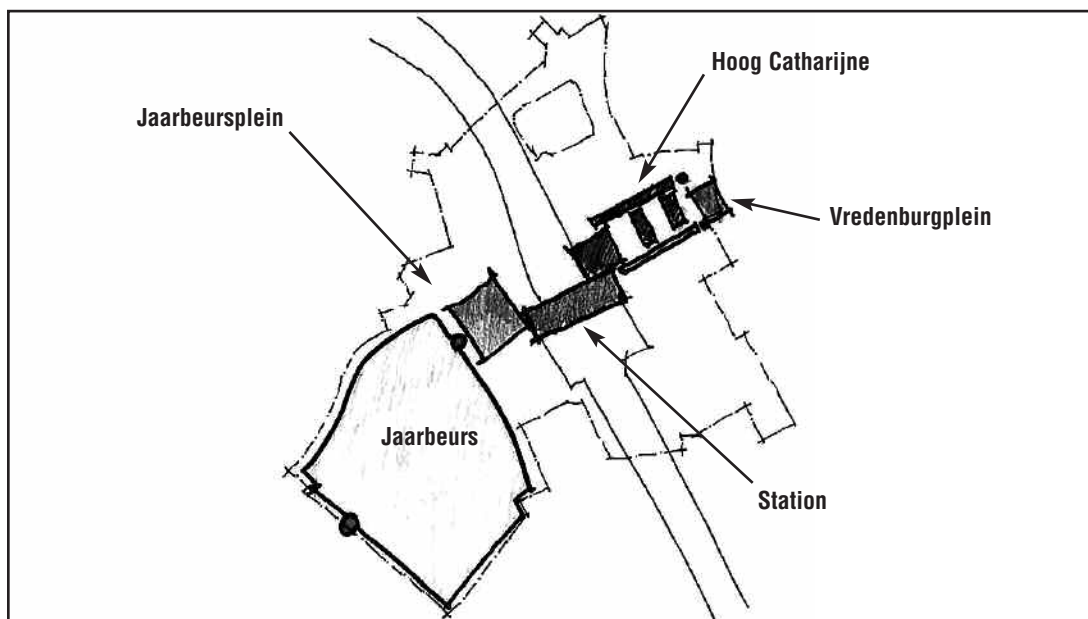 Hoog Catharijne
Jaarbeursplein
Vredenburgplein
Jaarbeurs
Station